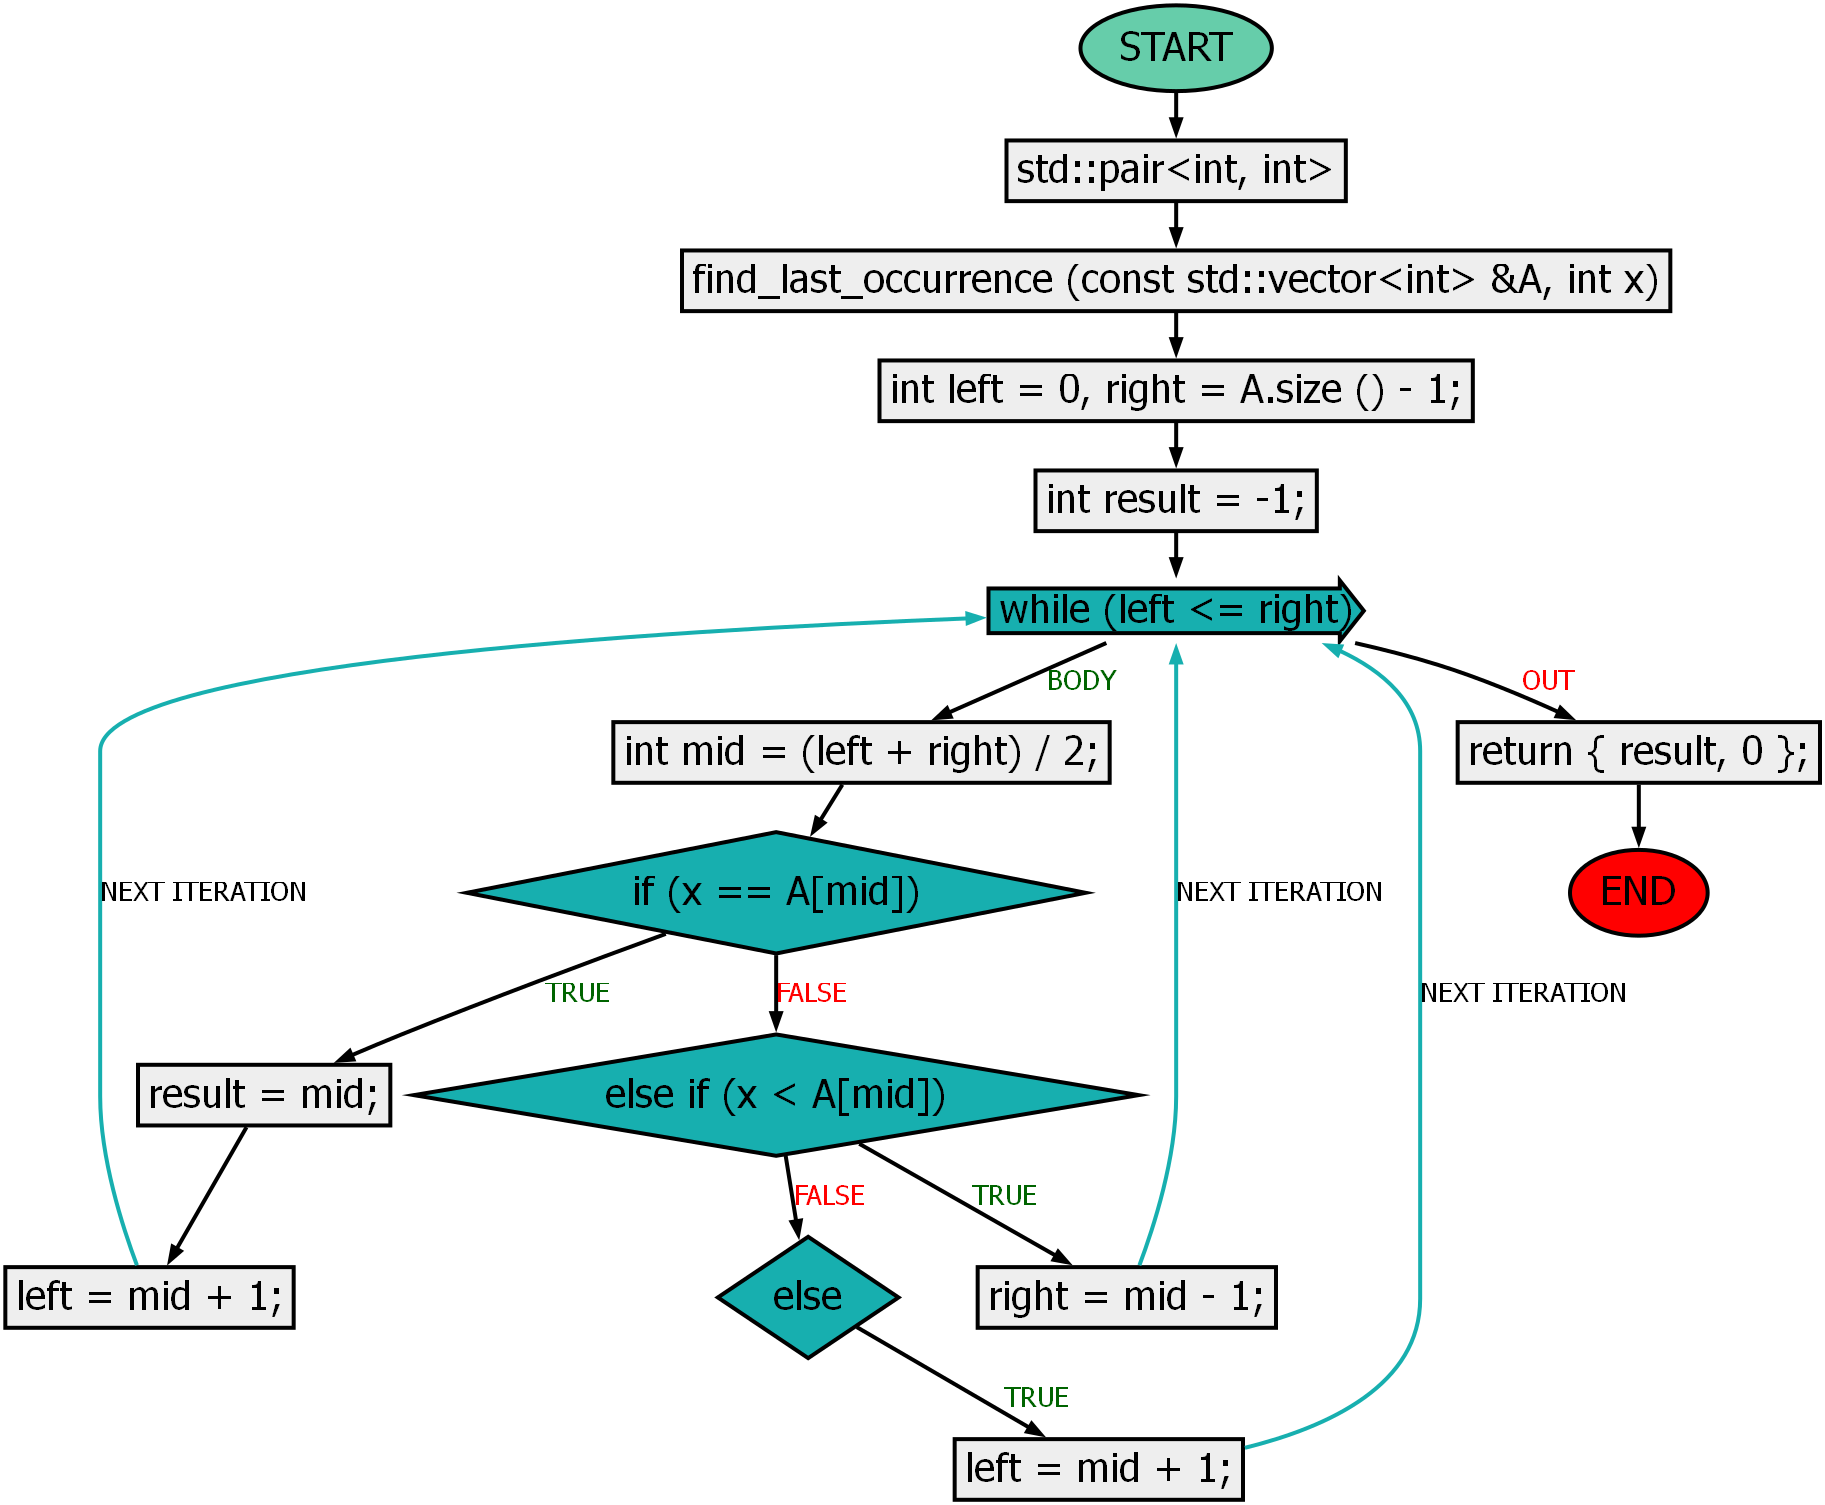 START
std::pair<int, int>
find_last_occurrence (const std::vector<int> &A, int x)
int left = 0, right = A.size () - 1;
int result = -1;
while (left <= right)
BODY
OUT
int mid = (left + right) / 2;
return { result, 0 };
if (x == A[mid])
NEXT ITERATION
NEXT ITERATION
END
TRUE
FALSE
NEXT ITERATION
result = mid;
else if (x < A[mid])
FALSE
TRUE
left = mid + 1;
else
right = mid - 1;
TRUE
left = mid + 1;